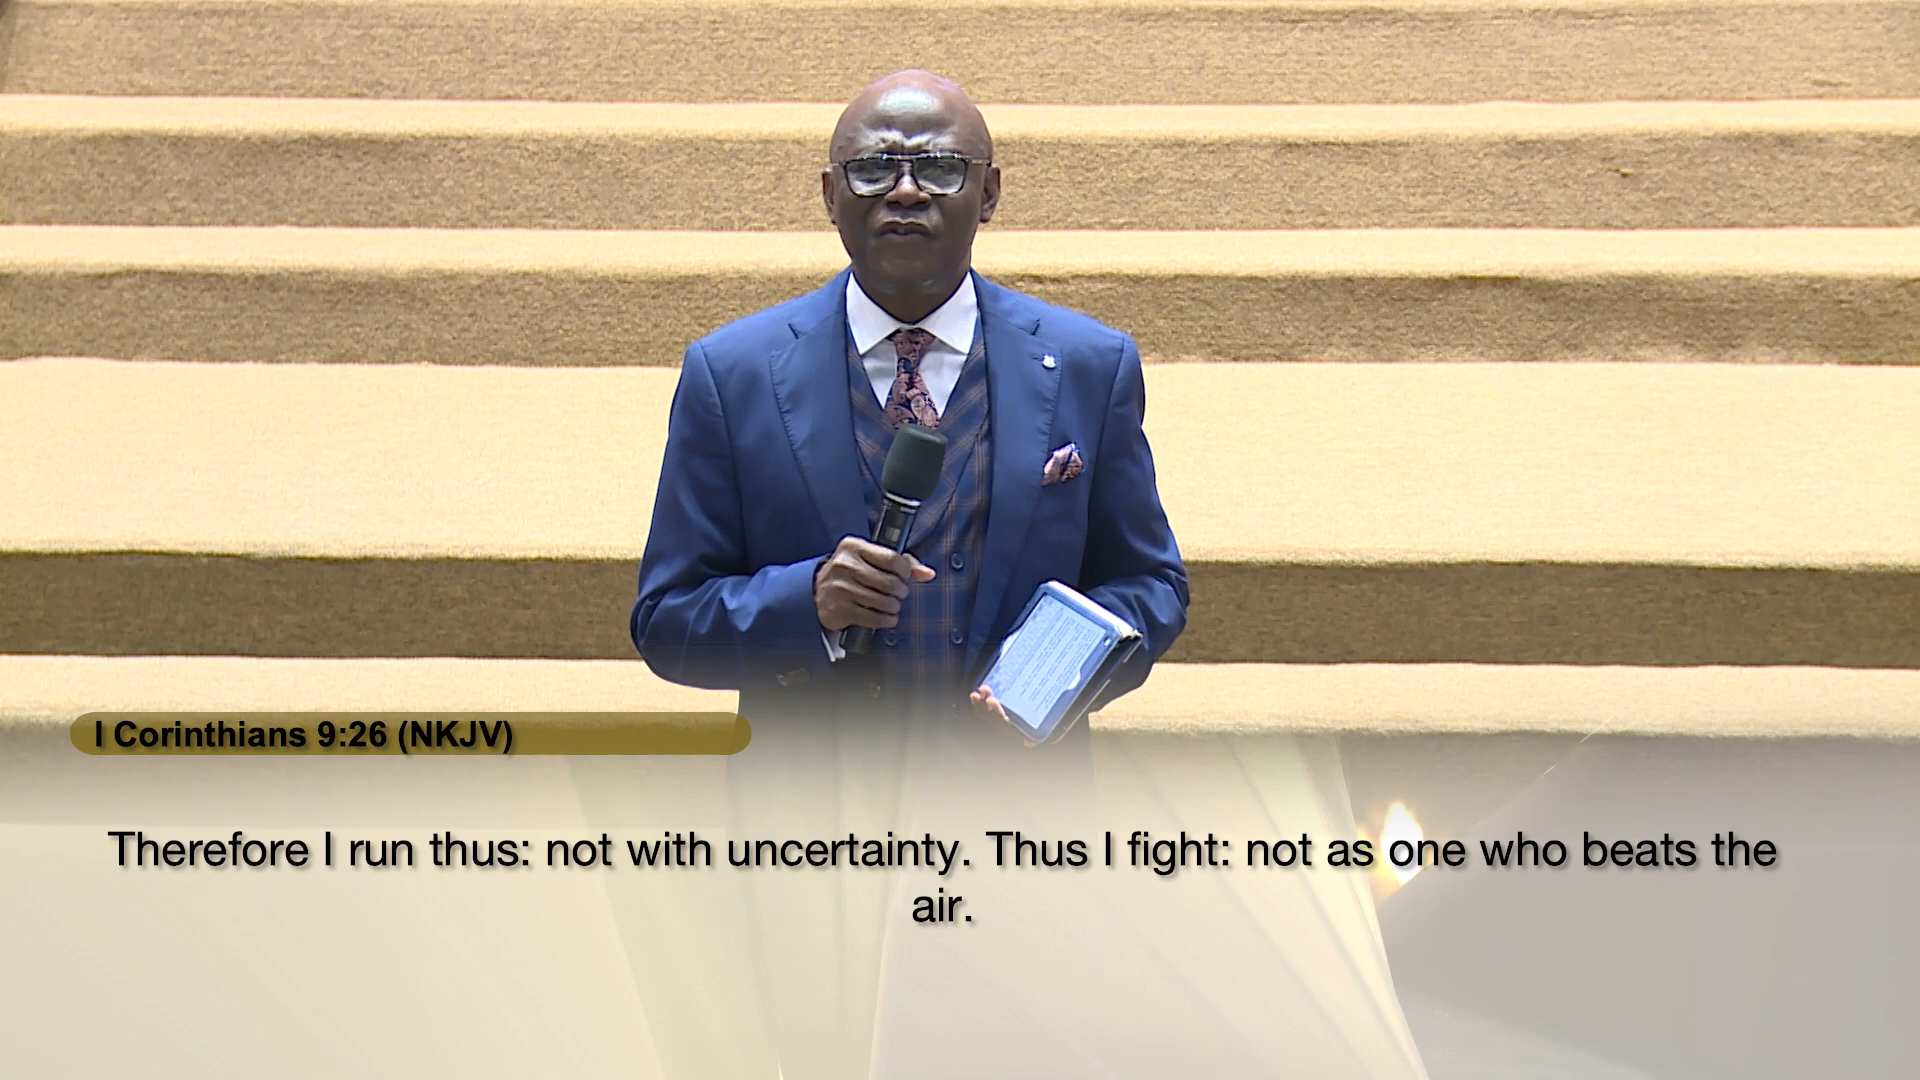 I Corinthians 9:26 (NKJV)
Therefore I run thus: not with uncertainty. Thus I fight: not as one who beats the
air.